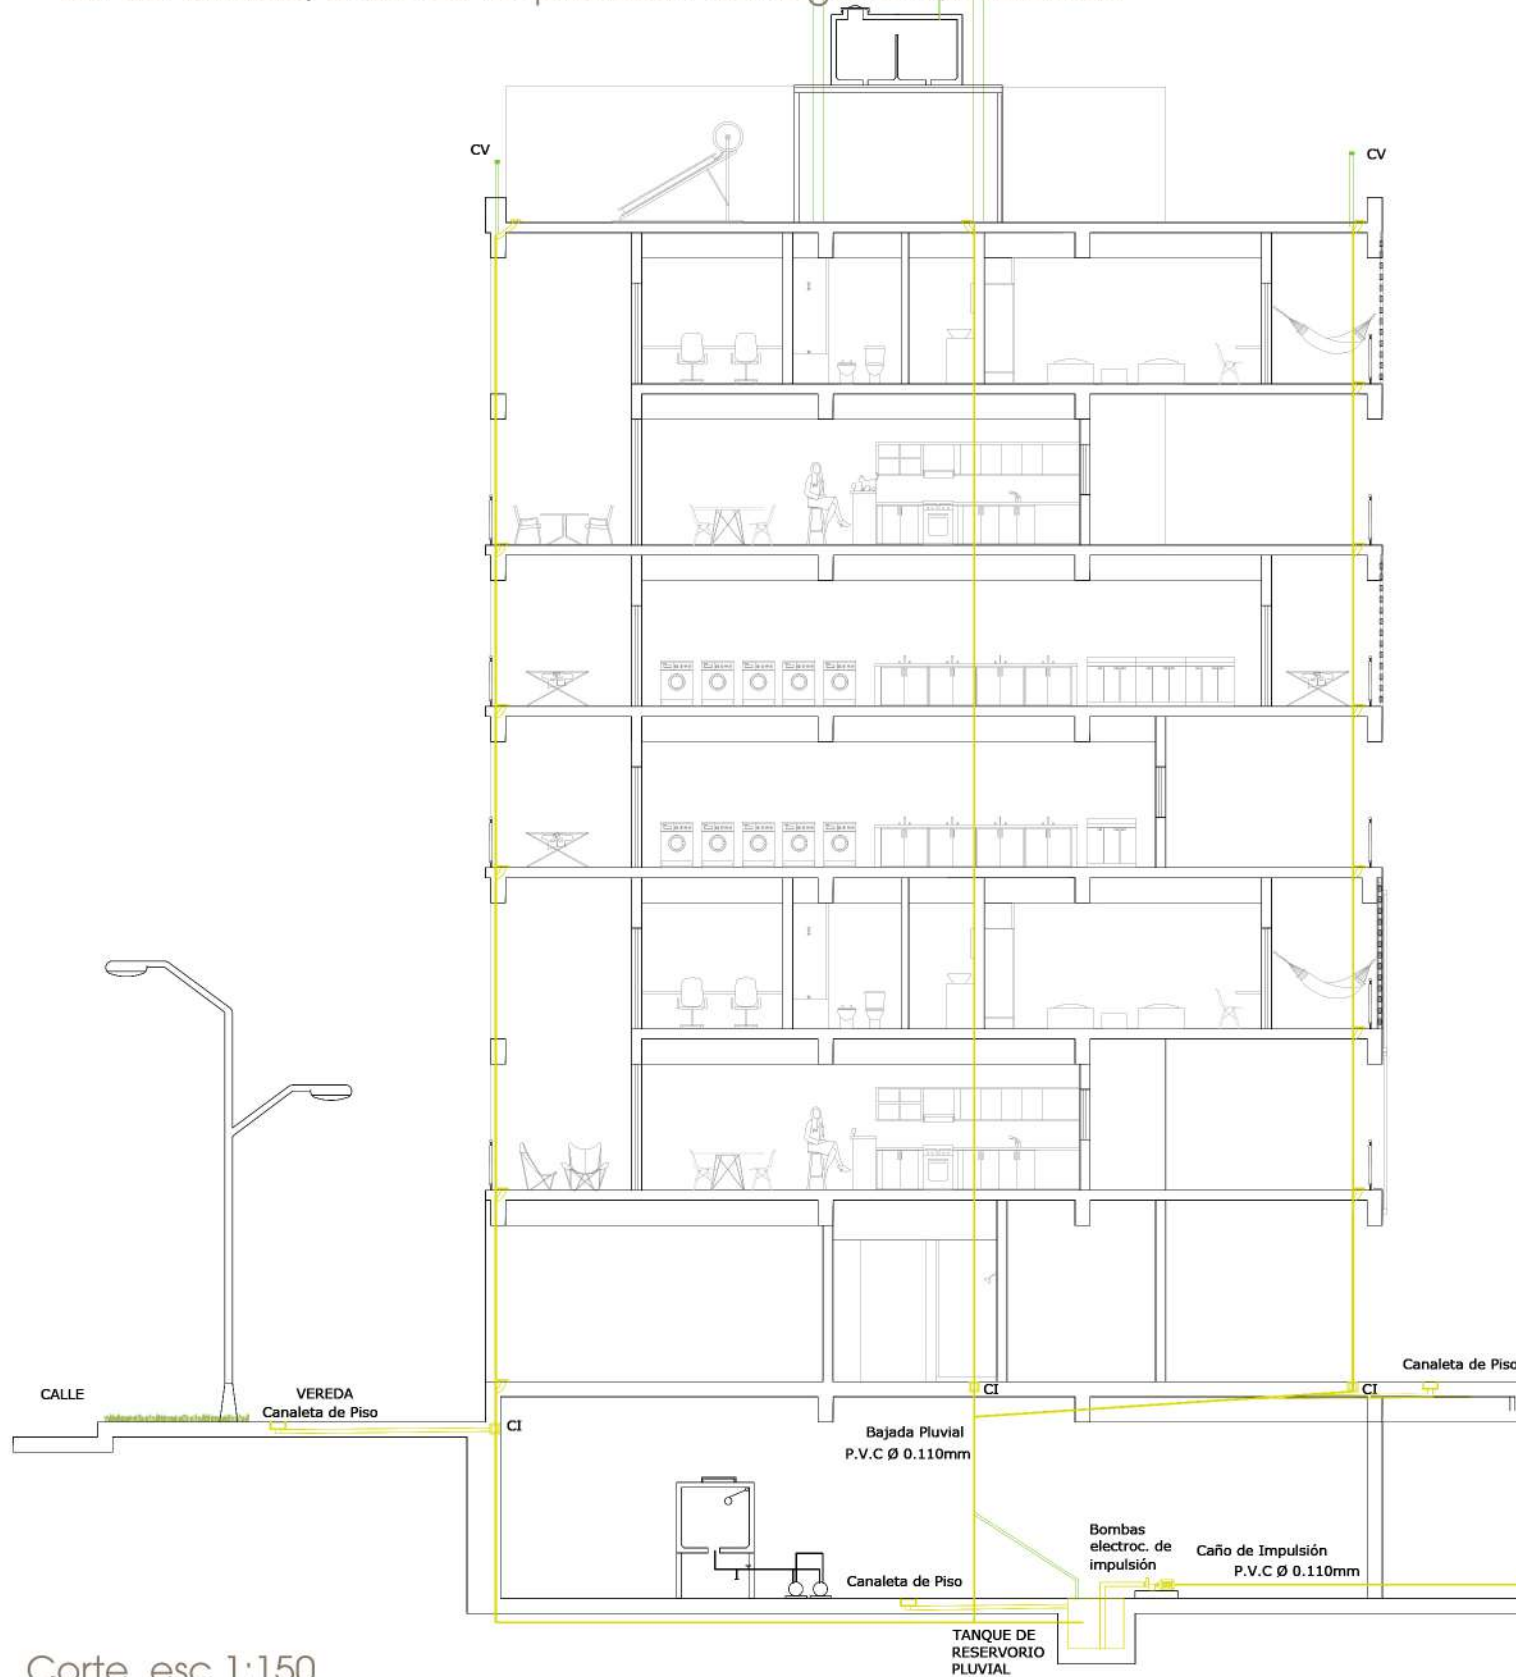 CV
CV
Canaleta de Piso
CALLE
VEREDA
Canaleta de Piso
CI
CI
CI
Bajada Pluvial
P.V.C Ø 0.110mm
Bombas
electroc. de
impulsión
Caño de Impulsión
P.V.C Ø 0.110mm
Canaleta de Piso
TANQUE DE
RESERVORIO
PLUVIAL
Corte esc 1:150